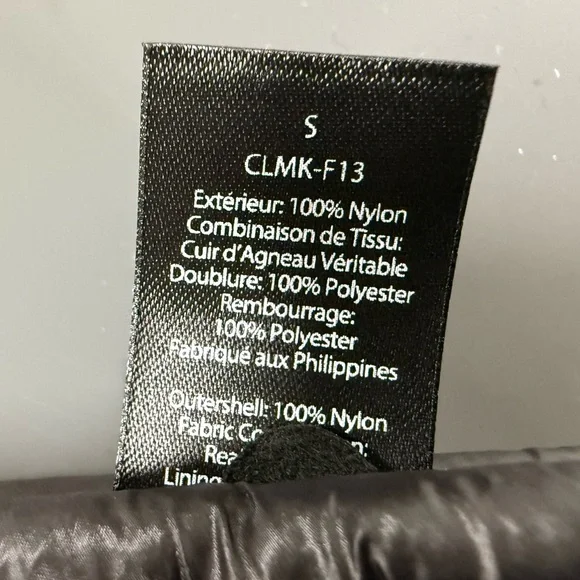 S
CLMK-F13
Extérieur: 100% Nylon
Combinaison de Tissu:
Cuir d'Agneau Véritable
Doublure: 100% Polyester
Rembourrage:
100% Polyester
Fabriqué aux Philippines
Outershell: 100% Nylon
Fabric
Lining